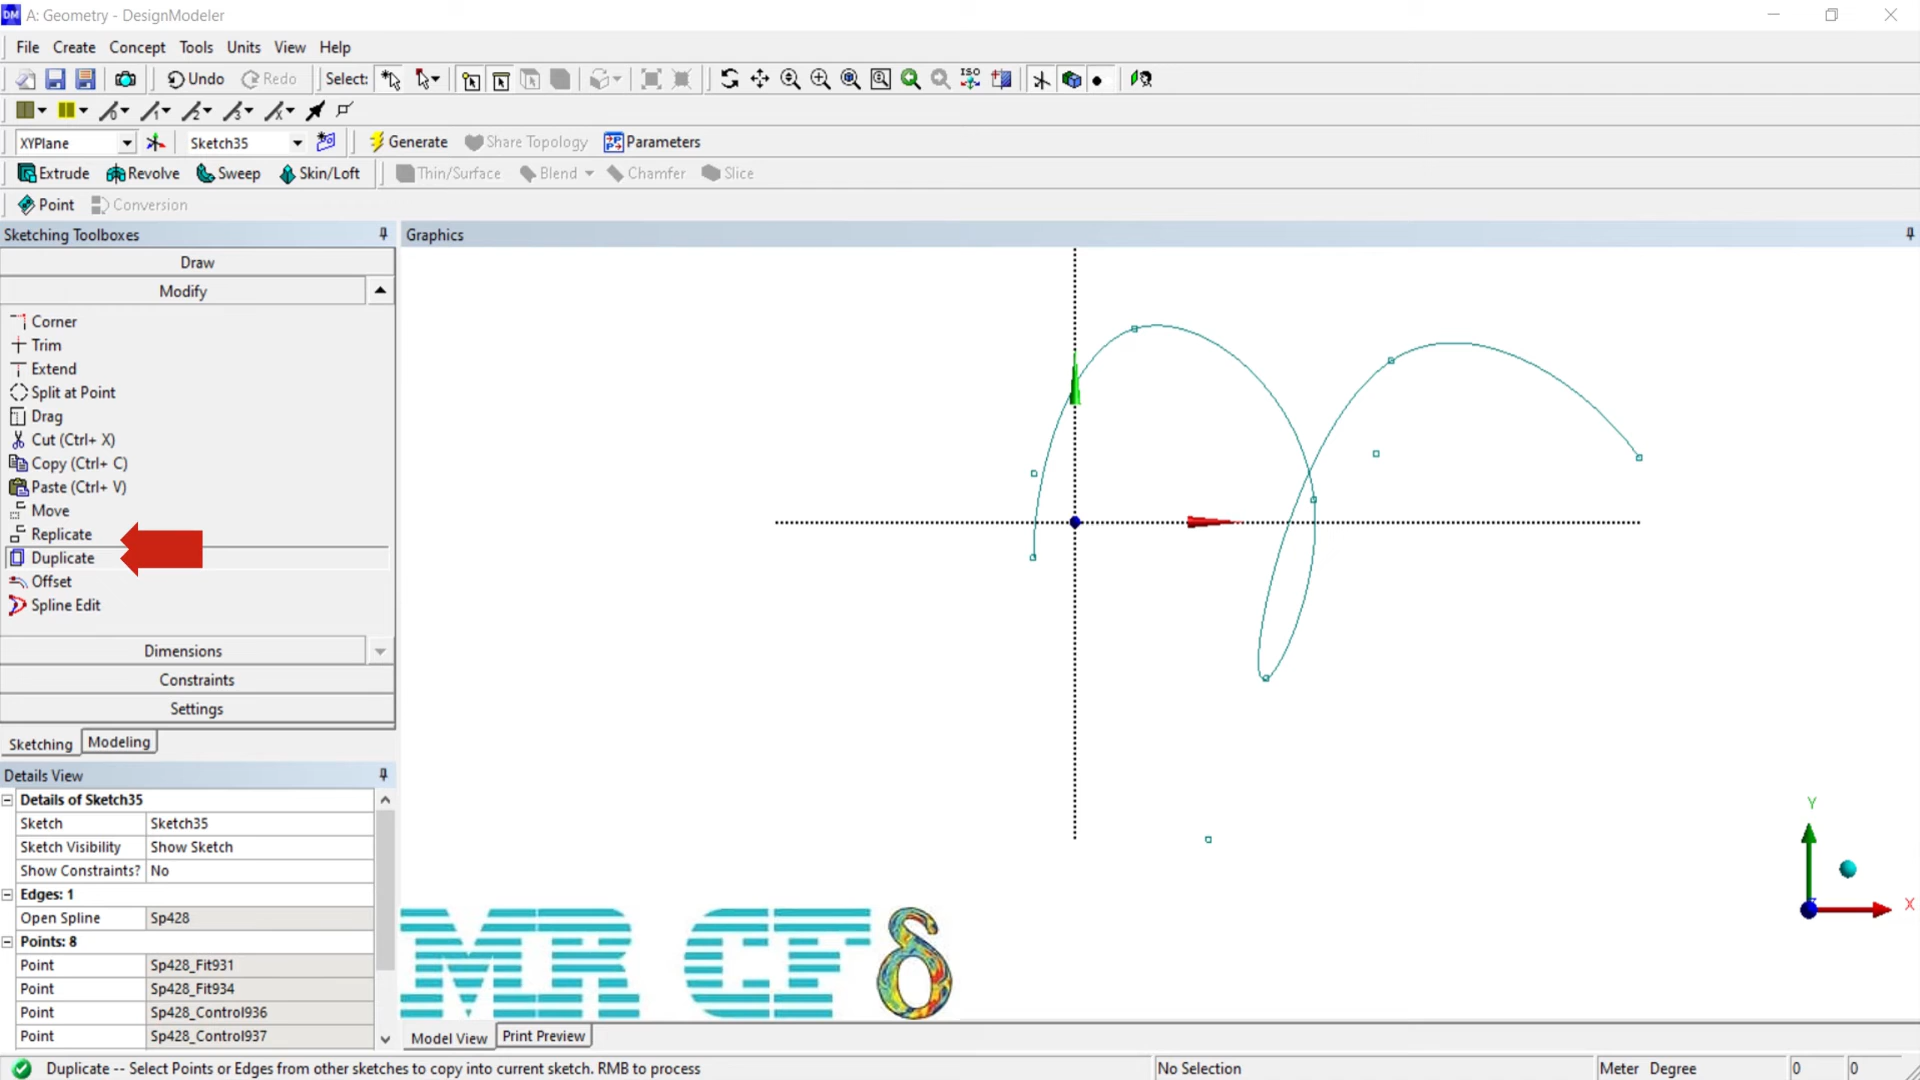 DM A: Geometry - DesignModeler
File Create Concept Tools Units View Help
Undo Redo Select: ISO
XYPlane Sketch35 Generate Share Topology Parameters
Extrude Revolve Sweep Skin/Loft Thin/Surface Blend Chamfer Slice
Point Conversion
Sketching Toolboxes
Draw
Modify
Corner
Trim
Extend
Split at Point
Drag
Cut (Ctrl+ X)
Copy (Ctrl+ C)
Paste (Ctrl+ V)
Move
Replicate
Duplicate
Offset
Spline Edit
Dimensions
Constraints
Settings
Sketching Modeling
Details View
Details of Sketch35
Sketch Sketch35
Sketch Visibility Show Sketch
Show Constraints? No
Edges: 1
Open Spline Sp428
Points: 8
Point Sp428_Fit931
Point Sp428_Fit934
Point Sp428_Control936
Point Sp428_Control937
Graphics
Y
X
MR CFδ
Model View Print Preview
Duplicate -- Select Points or Edges from other sketches to copy into current sketch. RMB to process No Selection Meter Degree 0 0